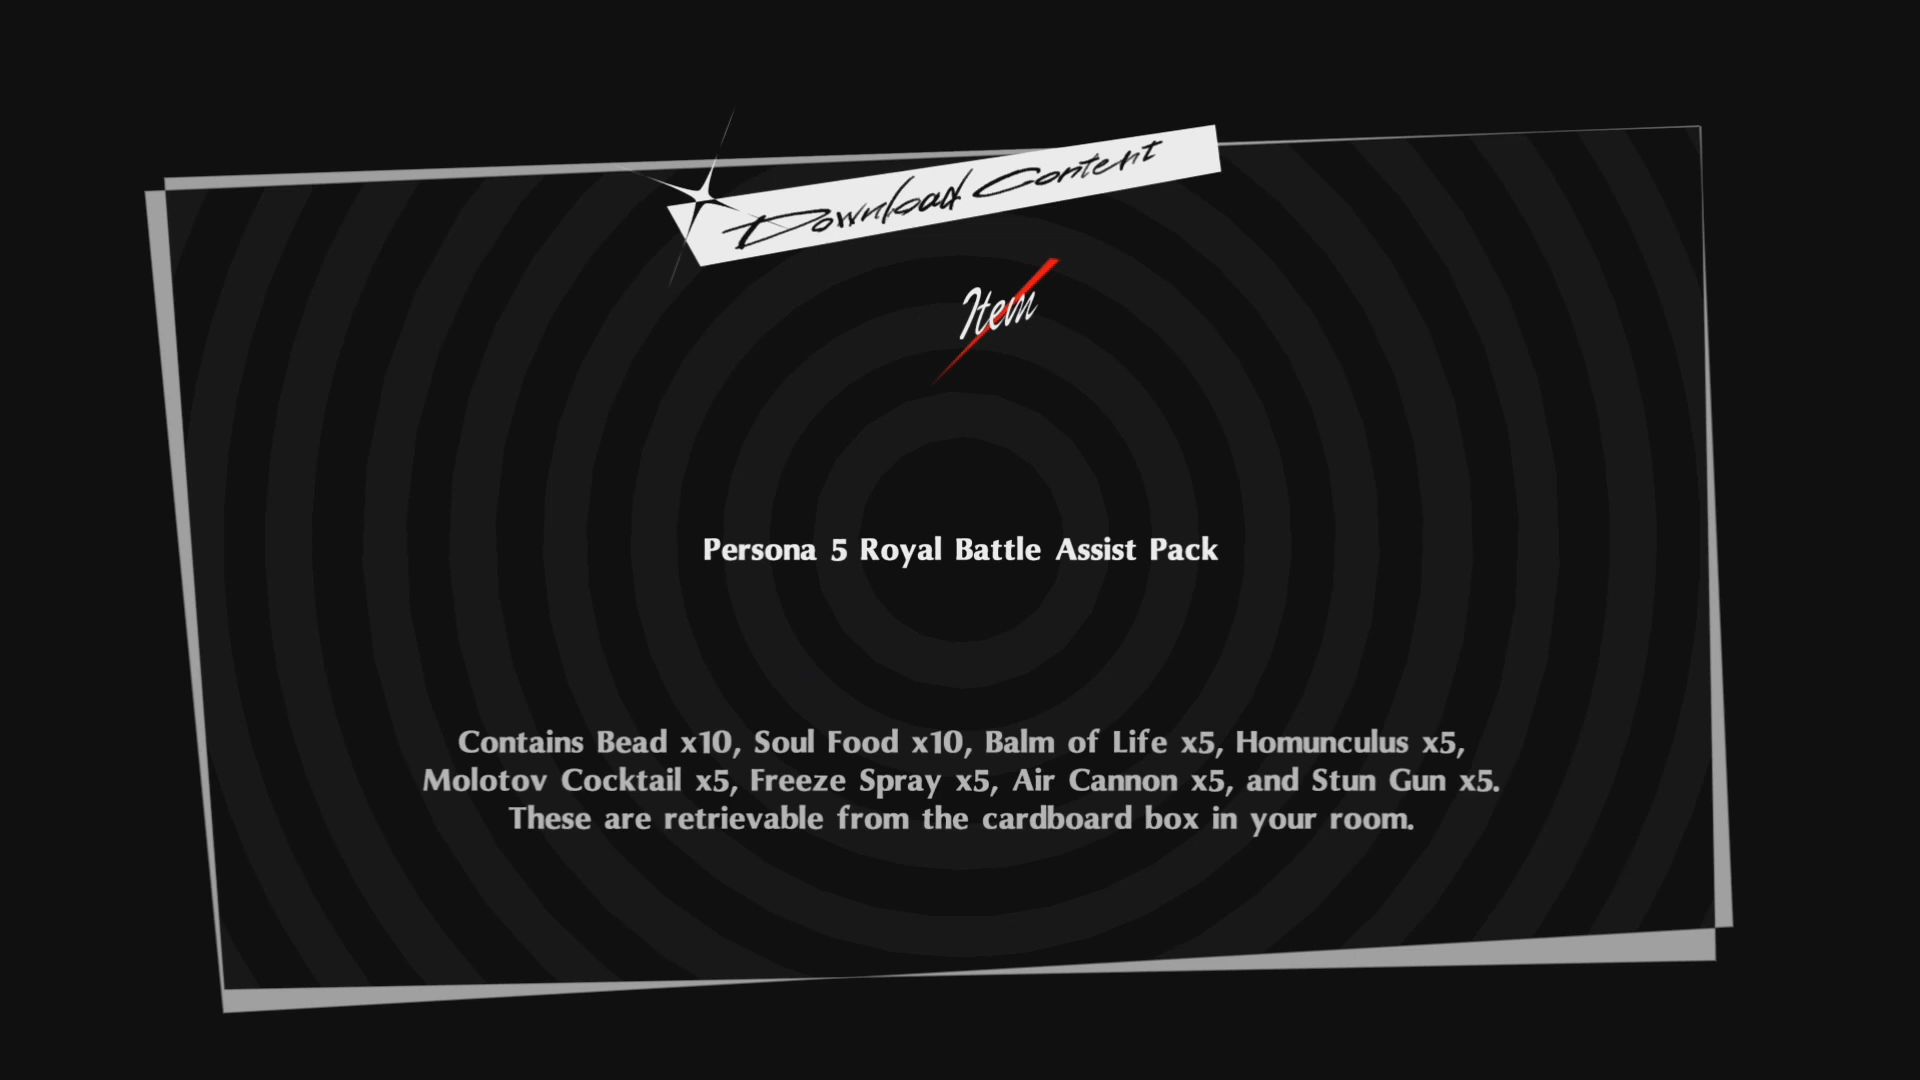 Download Content
Item
Persona 5 Royal Battle Assist Pack
Contains Bead x10, Soul Food x10, Balm of Life x5, Homunculus x5,
Molotov Cocktail x5, Freeze Spray x5, Air Cannon x5, and Stun Gun x5.
These are retrievable from the cardboard box in your room.